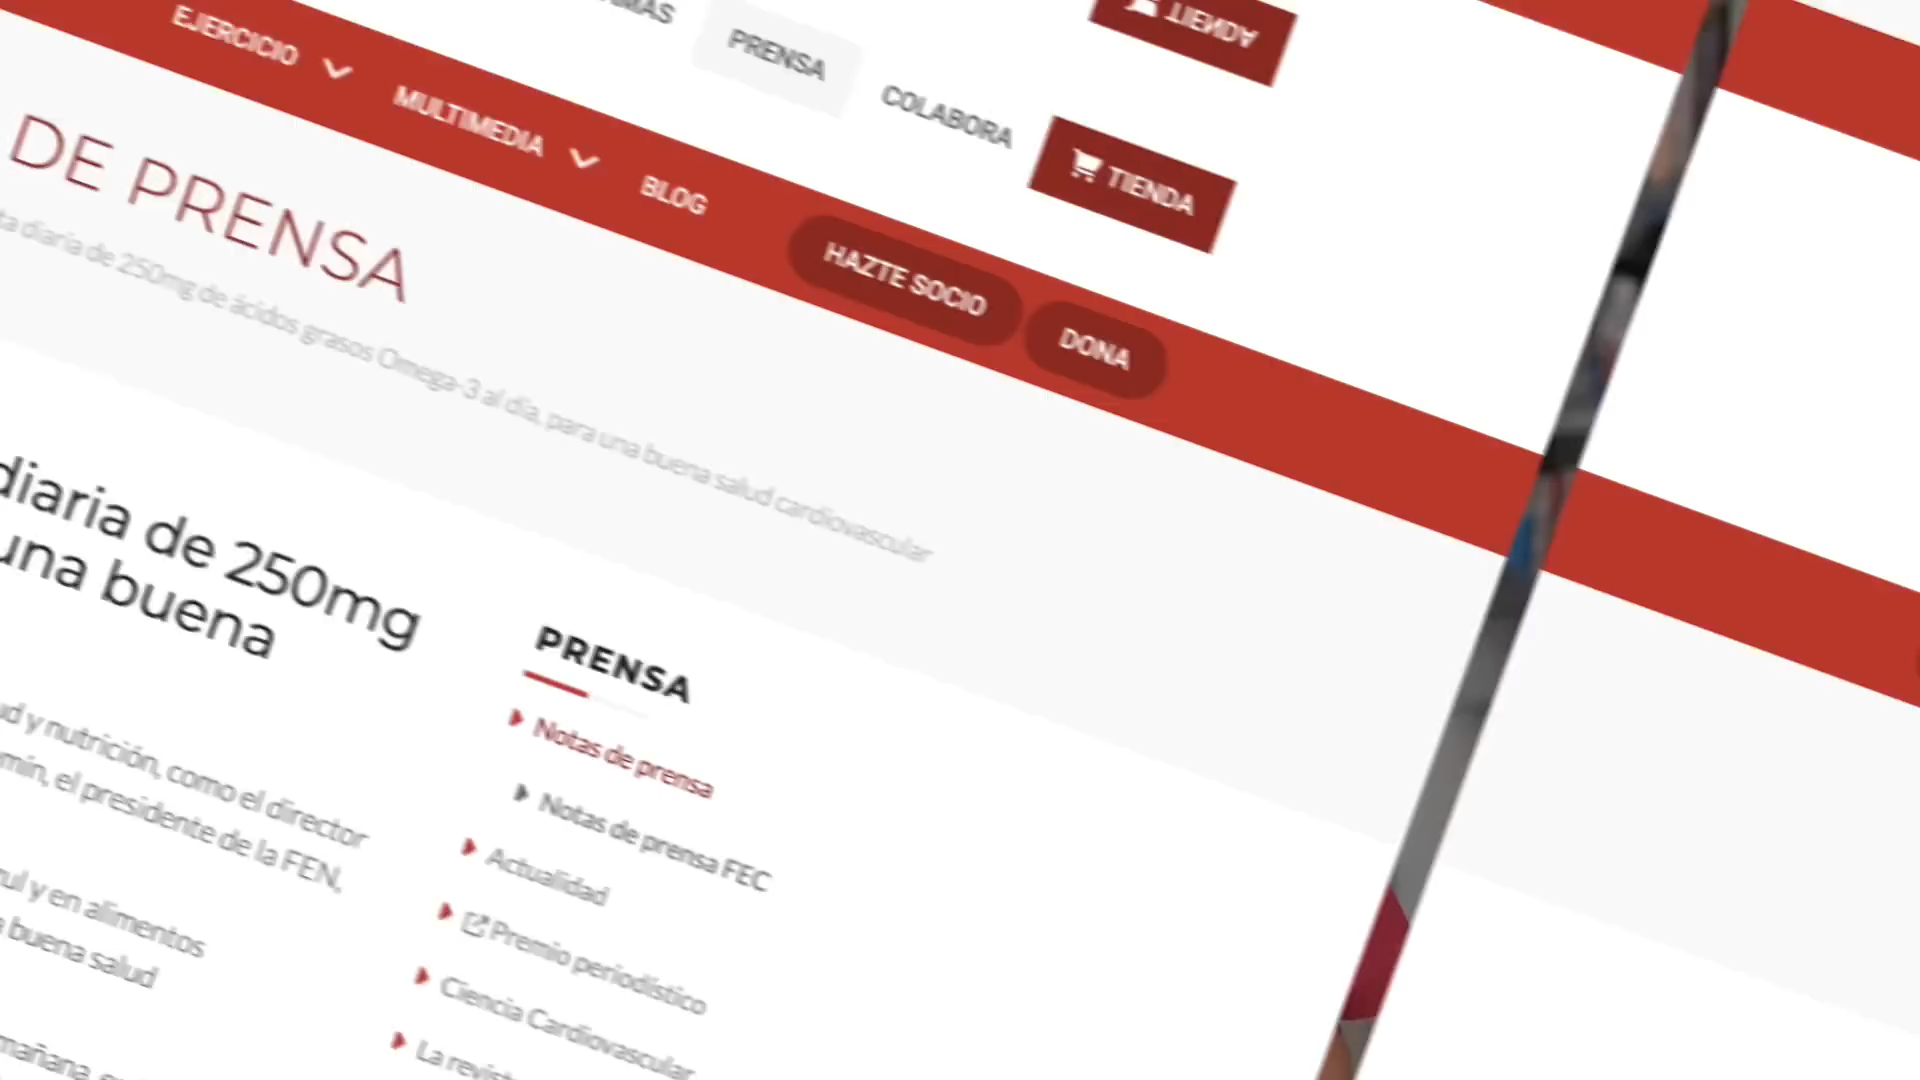 PRENSA
COLABORA
TIENDA
TIENDA
EJERCICIO
MULTIMEDIA
BLOG
HAZTE SOCIO
DONA
DE PRENSA
diaria de 250mg de ácidos grasos Omega-3 al día, para una buena salud cardiovascular
diaria de 250mg
una buena
y nutrición, como el director
el presidente de la FEN,
y en alimentos
buena salud
mañana
PRENSA
Notas de prensa
Notas de prensa FEC
Actualidad
Premio periodístico
Ciencia Cardiovascular
La